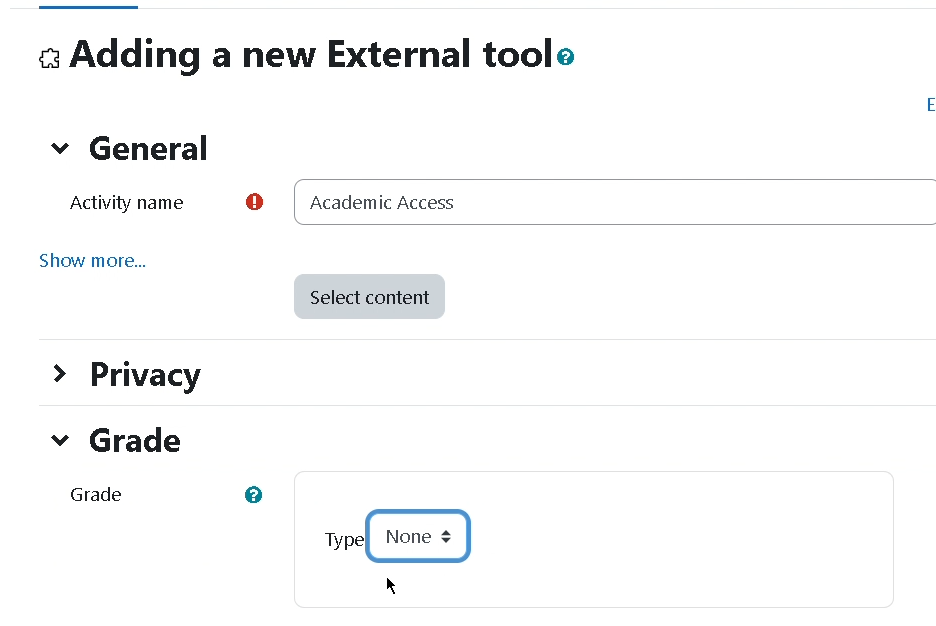 Adding a new External tool
E
General
Activity name
Academic Access
Show more...
Select content
Privacy
Grade
Grade
Type None